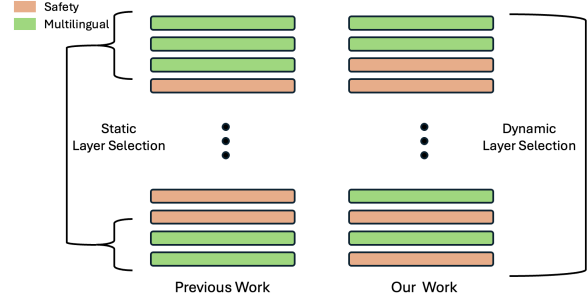 Safety
Multilingual
Static
Layer Selection
Dynamic
Layer Selection
Previous Work
Our Work